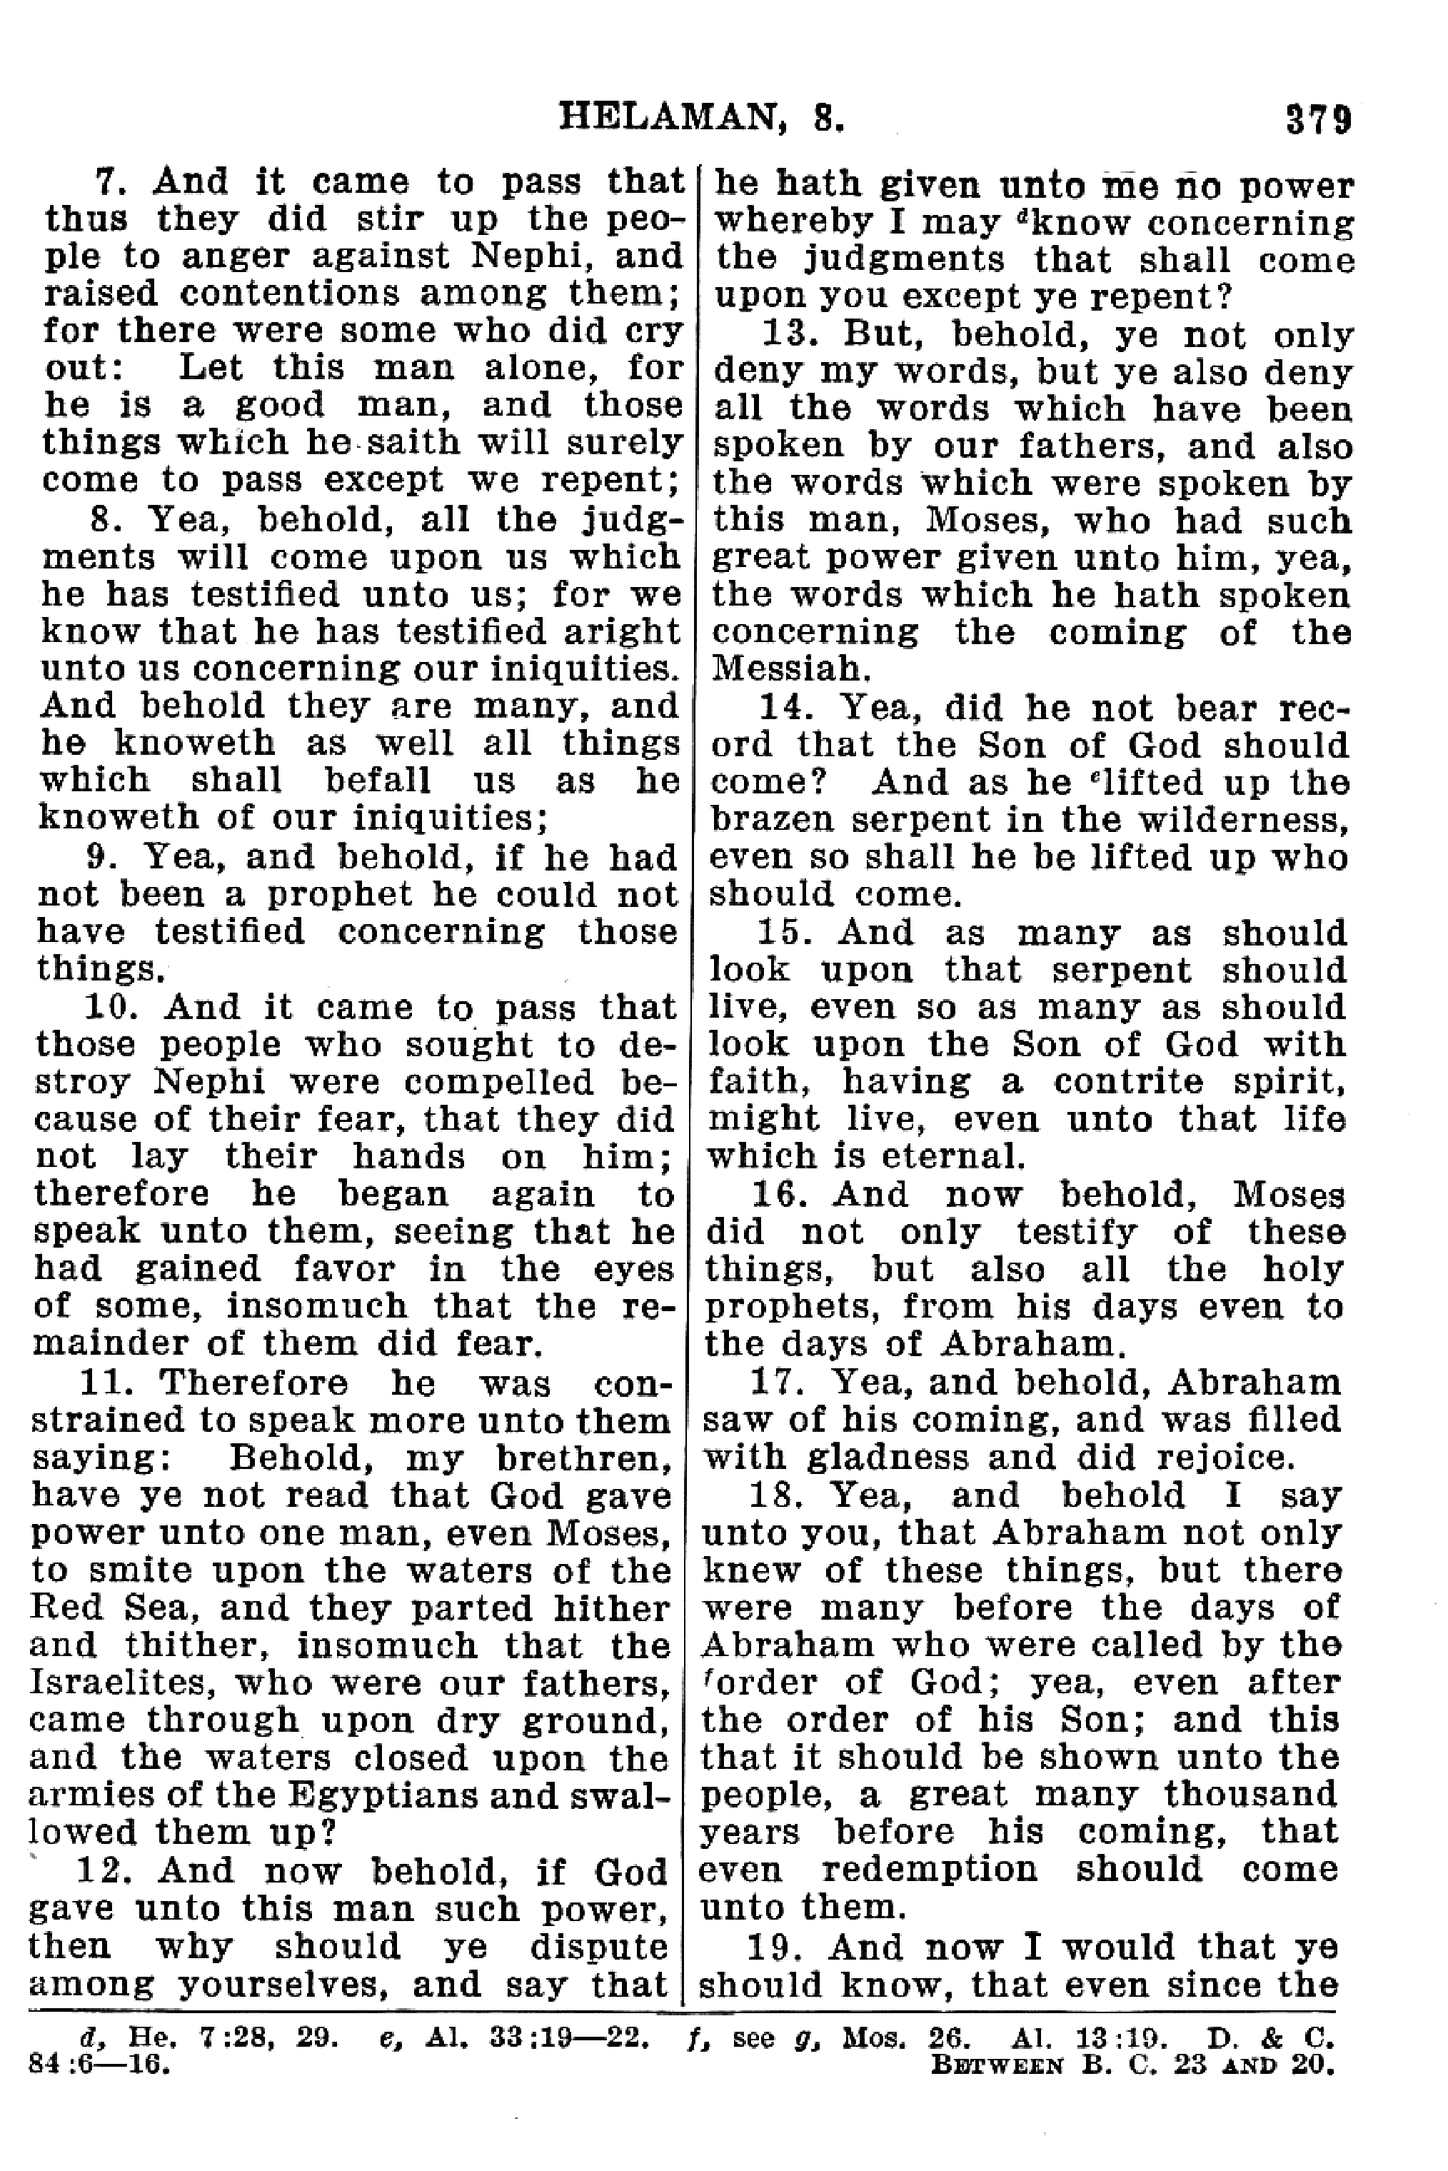 HELAMAN, 8.
379
7. And it came to pass that
thus they did stir up the peo-
ple to anger against Nephi, and
raised contentions among them;
for there were some who did cry
out: Let this man alone, for
he is a good man, and those
things which he saith will surely
come to pass except we repent;
8. Yea, behold, all the judg-
ments will come upon us which
he has testified unto us; for we
know that he has testified aright
unto us concerning our iniquities.
And behold they are many, and
he knoweth as well all things
which shall befall us as he
knoweth of our iniquities;
9. Yea, and behold, if he had
not been a prophet he could not
have testified concerning those
things.
10. And it came to pass that
those people who sought to de-
stroy Nephi were compelled be-
cause of their fear, that they did
not lay their hands on him;
therefore he began again to
speak unto them, seeing that he
had gained favor in the eyes
of some, insomuch that the re-
mainder of them did fear.
11. Therefore he was con-
strained to speak more unto them
saying: Behold, my brethren,
have ye not read that God gave
power unto one man, even Moses,
to smite upon the waters of the
Red Sea, and they parted hither
and thither, insomuch that the
Israelites, who were our fathers,
came through upon dry ground,
and the waters closed upon the
armies of the Egyptians and swal-
lowed them up?
12. And now behold, if God
gave unto this man such power,
then why should ye dispute
among yourselves, and say that
he hath given unto me no power
whereby I may dknow concerning
the judgments that shall come
upon you except ye repent?
13. But, behold, ye not only
deny my words, but ye also deny
all the words which have been
spoken by our fathers, and also
the words which were spoken by
this man, Moses, who had such
great power given unto him, yea,
the words which he hath spoken
concerning the coming of the
Messiah.
14. Yea, did he not bear rec-
ord that the Son of God should
come? And as he elifted up the
brazen serpent in the wilderness,
even so shall he be lifted up who
should come.
15. And as many as should
look upon that serpent should
live, even so as many as should
look upon the Son of God with
faith, having a contrite spirit,
might live, even unto that life
which is eternal.
16. And now behold, Moses
did not only testify of these
things, but also all the holy
prophets, from his days even to
the days of Abraham.
17. Yea, and behold, Abraham
saw of his coming, and was filled
with gladness and did rejoice.
18. Yea, and behold I say
unto you, that Abraham not only
knew of these things, but there
were many before the days of
Abraham who were called by the
forder of God; yea, even after
the order of his Son; and this
that it should be shown unto the
people, a great many thousand
years before his coming, that
even redemption should come
unto them.
19. And now I would that ye
should know, that even since the
d, He. 7:28, 29. e, Al. 33:19—22. f, see g, Mos. 26. Al. 13:19. D. & C.
84:6—16.
BETWEEN B. C. 23 AND 20.